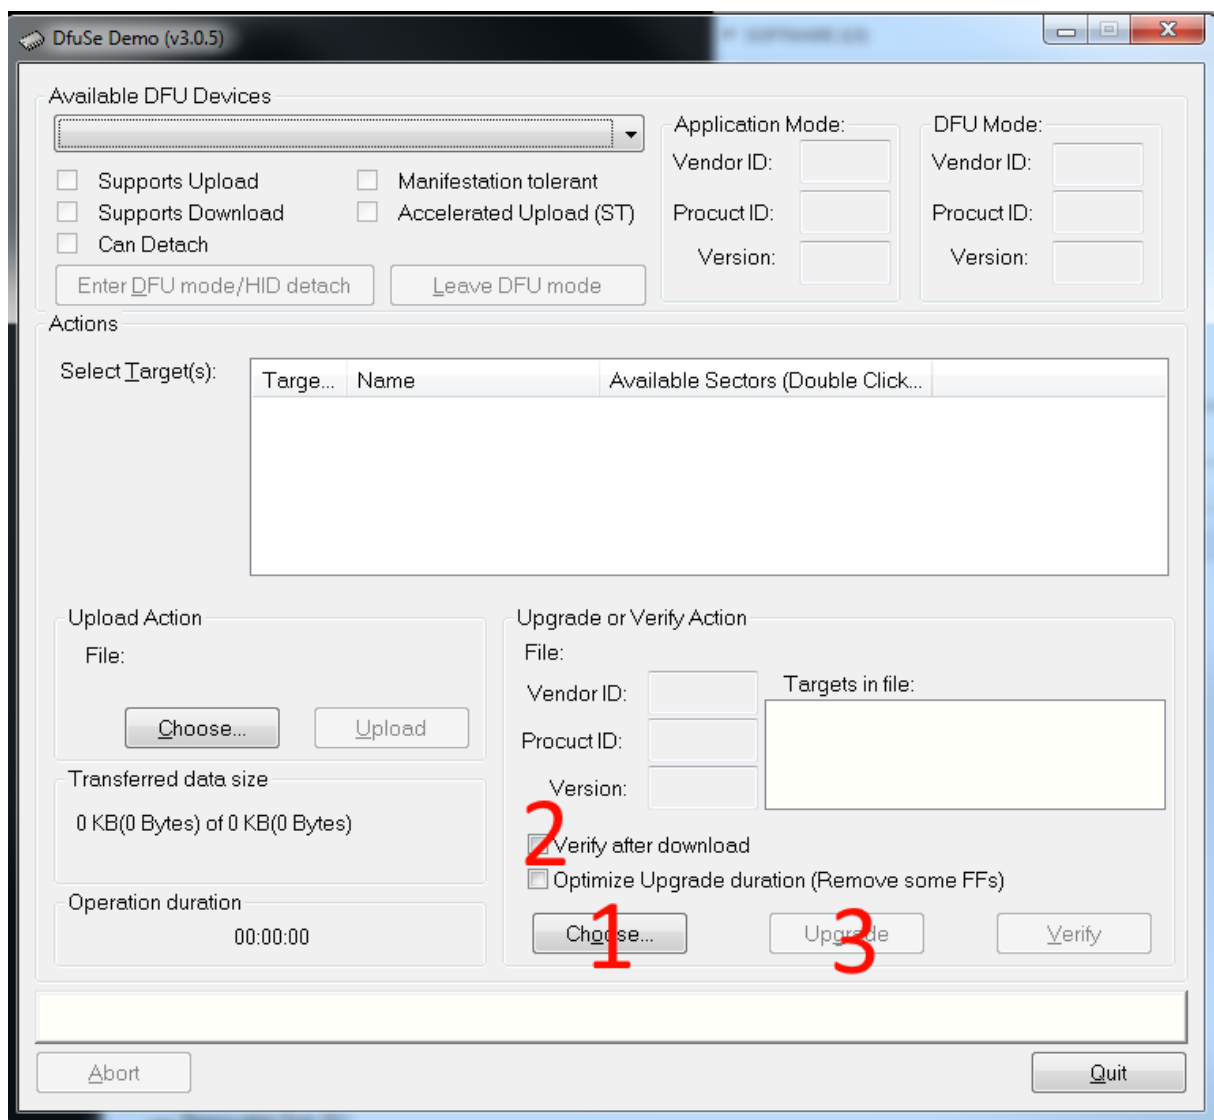 DfuSe Demo (v3.0.5)
Available DFU Devices
Supports Upload
Manifestation tolerant
Supports Download
Accelerated Upload (ST)
Can Detach
Enter DFU mode/HID detach
Leave DFU mode
Application Mode:
Vendor ID:
Procuct ID:
Version:
DFU Mode:
Vendor ID:
Procuct ID:
Version:
Actions
Select Target(s):
Targe...
Name
Available Sectors (Double Click...
Upload Action
File:
Choose...
Upload
Transferred data size
0 KB(0 Bytes) of 0 KB(0 Bytes)
Operation duration
00:00:00
Upgrade or Verify Action
File:
Vendor ID:
Procuct ID:
Version:
Targets in file:
2
Verify after download
Optimize Upgrade duration (Remove some FFs)
Choose...
1
Upgrade
3
Verify
Abort
Quit